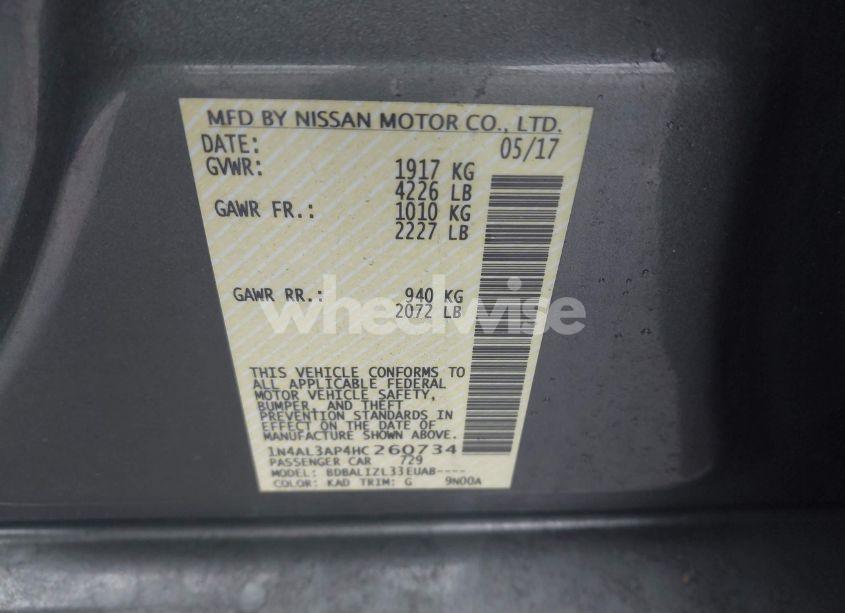 MFD BY NISSAN MOTOR CO., LTD.
DATE: 05/17
GVWR: 1917 KG
4226 LB
GAWR FR.: 1010 KG
2227 LB
GAWR RR.: 940 KG
2072 LB
wheelwise
THIS VEHICLE CONFORMS TO
ALL APPLICABLE FEDERAL
MOTOR VEHICLE SAFETY,
BUMPER, AND THEFT
PREVENTION STANDARDS IN
EFFECT ON THE DATE OF
MANUFACTURE SHOWN ABOVE.
1N4AL3AP4HC260734
PASSENGER CAR 729
MODEL: BDBALIZL33EUAB----
COLOR: KAD TRIM: G 9N00A